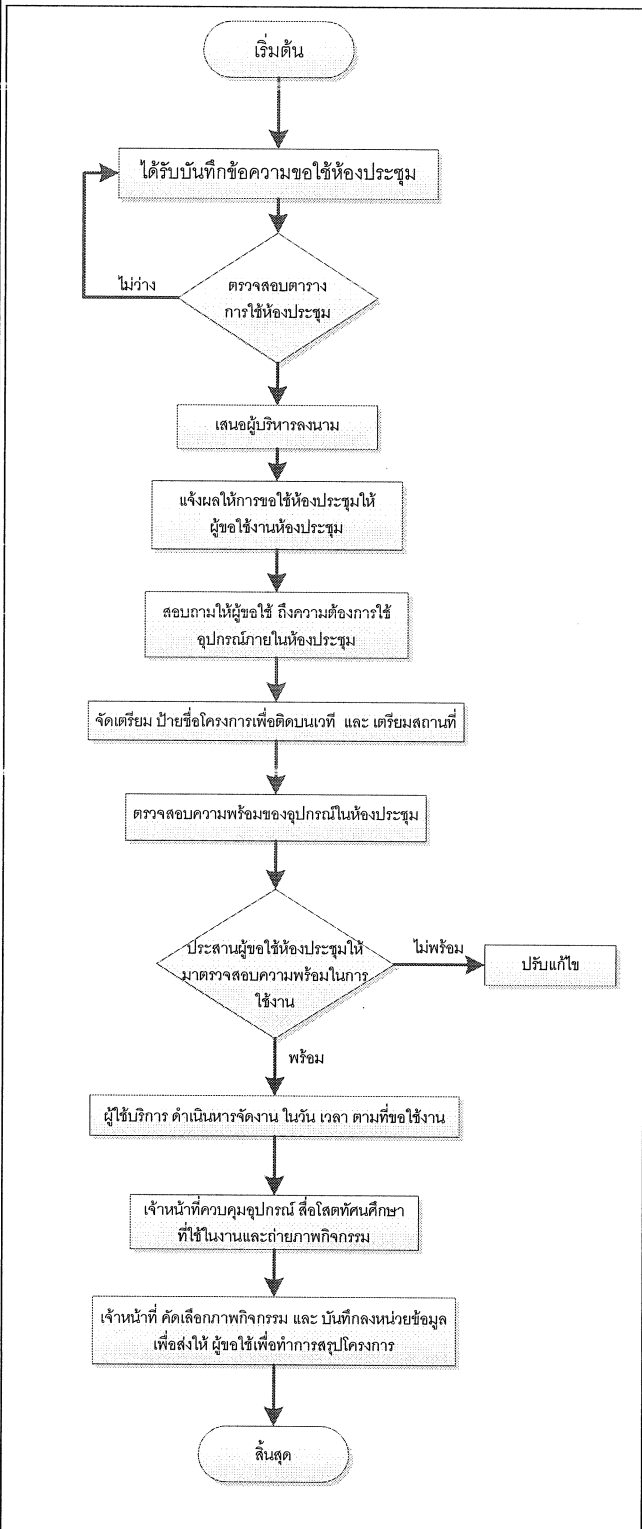 เริ่มต้น
ได้รับบันทึกข้อความขอใช้ห้องประชุม
ไม่ว่าง
ตรวจสอบตาราง
การใช้ห้องประชุม
เสนอผู้บริหารลงนาม
แจ้งผลให้การขอใช้ห้องประชุมให้
ผู้ขอใช้งานห้องประชุม
สอบถามให้ผู้ขอใช้ ถึงความต้องการใช้
อุปกรณ์ภายในห้องประชุม
จัดเตรียม ป้ายชื่อโครงการเพื่อติดบนเวที และ เตรียมสถานที่
ตรวจสอบความพร้อมของอุปกรณ์ในห้องประชุม
ประสานผู้ขอใช้ห้องประชุมให้
มาตรวจสอบความพร้อมในการ
ใช้งาน
ไม่พร้อม
ปรับแก้ไข
พร้อม
ผู้ใช้บริการ ดำเนินหารจัดงาน ในวัน เวลา ตามที่ขอใช้งาน
เจ้าหน้าที่ควบคุมอุปกรณ์ สื่อโสตทัศนศึกษา
ที่ใช้ในงานและถ่ายภาพกิจกรรม
เจ้าหน้าที่ คัดเลือกภาพกิจกรรม และ บันทึกลงหน่วยข้อมูล
เพื่อส่งให้ ผู้ขอใช้เพื่อทำการสรุปโครงการ
สิ้นสุด